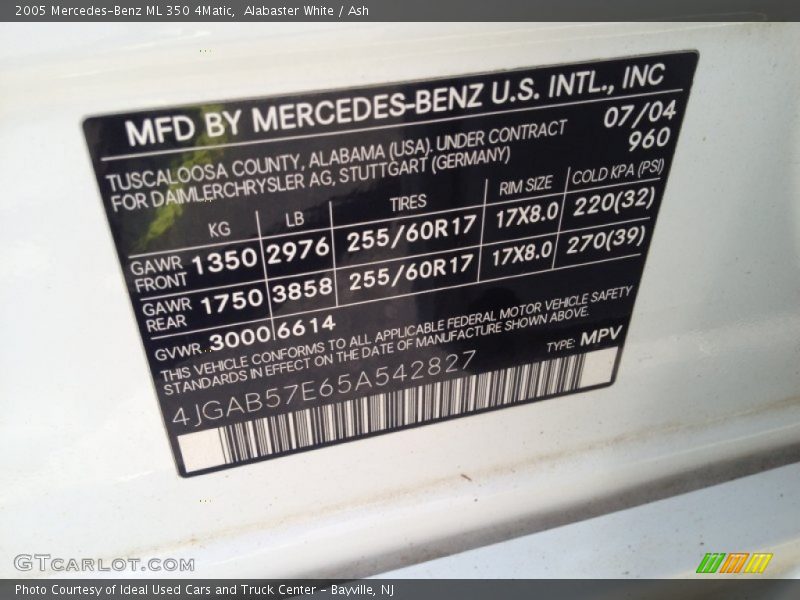 2005 Mercedes-Benz ML 350 4Matic, Alabaster White / Ash
MFD BY MERCEDES-BENZ U.S. INTL., INC
TUSCALOOSA COUNTY, ALABAMA (USA). UNDER CONTRACT 07/04
FOR DAIMLERCHRYSLER AG, STUTTGART (GERMANY) 960
KG LB TIRES RIM SIZE COLD KPA (PSI)
GAWR FRONT 1350 2976 255/60R17 17X8.0 220(32)
GAWR REAR 1750 3858 255/60R17 17X8.0 270(39)
GVWR 3000 6614
THIS VEHICLE CONFORMS TO ALL APPLICABLE FEDERAL MOTOR VEHICLE SAFETY
STANDARDS IN EFFECT ON THE DATE OF MANUFACTURE SHOWN ABOVE.
4JGAB57E65A542827 TYPE: MPV
GTCARLOT.COM
Photo Courtesy of Ideal Used Cars and Truck Center - Bayville, NJ